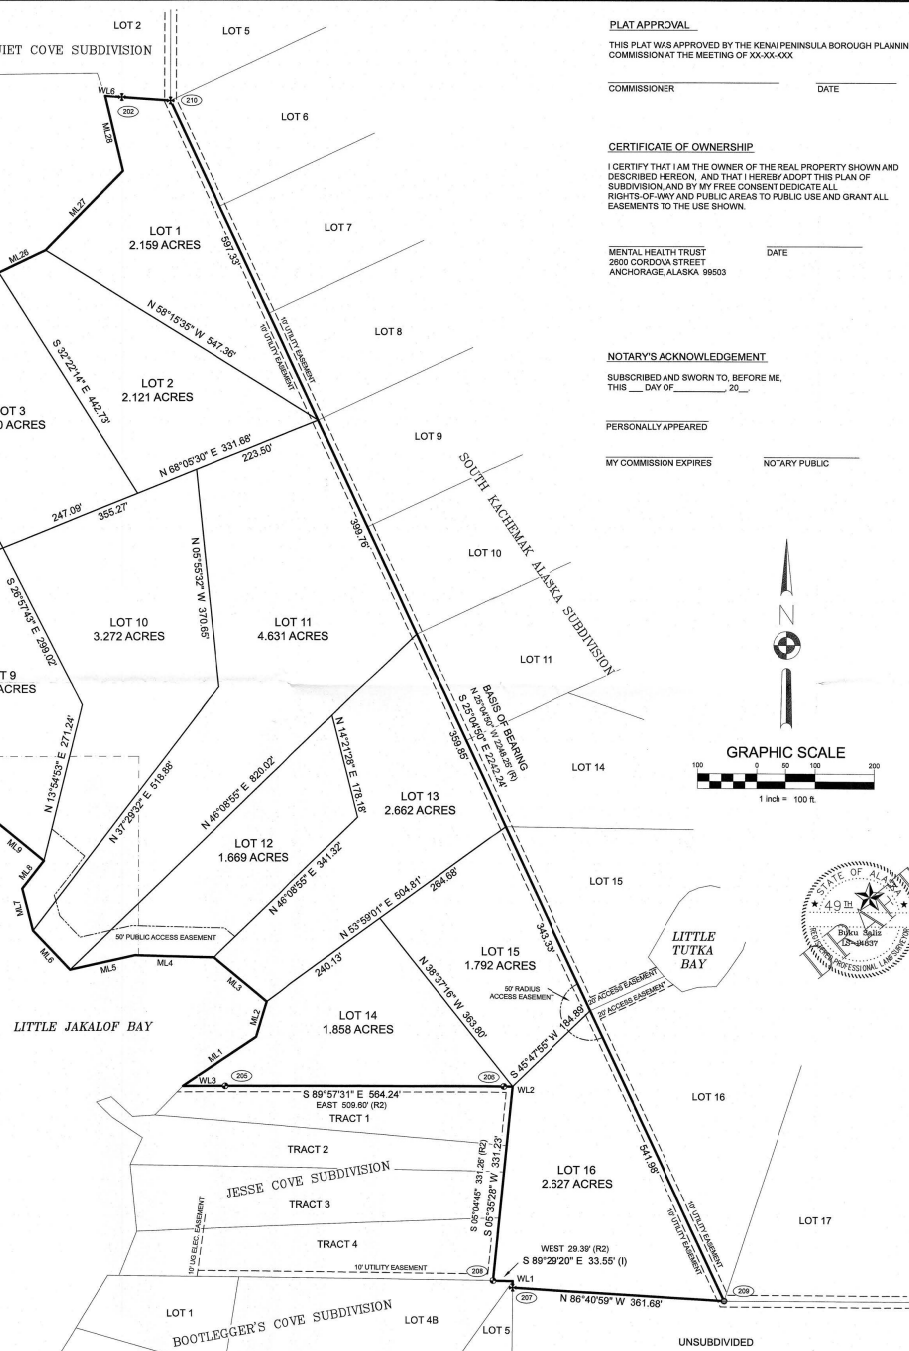 LOT 2
LOT 5
COVE SUBDIVISION
WL6
202
210
ML28
LOT 6
ML27
LOT 1
2.159 ACRES
597.33'
LOT 7
ML26
N 58°15'35" W 547.36'
10' UTILITY EASEMENT
10' UTILITY EASEMENT
LOT 8
S 32°22'14" E 442.73'
LOT 2
2.121 ACRES
OT 3
0 ACRES
LOT 9
N 68°05'30" E 331.68'
223.50'
247.09'
355.27'
SOUTH KACHEMAK ALASKA SUBDIVISION
399.76'
LOT 10
N 05°55'32" W 370.65'
S 26°57'43" E 299.02'
LOT 10
3.272 ACRES
LOT 11
4.631 ACRES
LOT 11
T 9
ACRES
BASIS OF BEARING
N 25°04'50" W 2248.25' (R)
S 25°04'50" E 2242.24'
359.85'
N 13°54'53" E 271.24'
N 37°29'32" E 518.88'
N 46°08'55" E 820.02'
N 14°21'28" E 178.18'
LOT 14
LOT 13
2.662 ACRES
ML9
ML8
ML7
LOT 12
1.669 ACRES
N 46°08'55" E 341.32'
LOT 15
N 53°59'01" E 504.81'
264.68'
240.13'
343.33'
50' PUBLIC ACCESS EASEMENT
ML6
ML5
ML4
ML3
LITTLE
TUTKA
BAY
LOT 15
1.792 ACRES
N 38°37'16" W 363.80'
50' RADIUS
ACCESS EASEMENT
20' ACCESS EASEMENT
20' ACCESS EASEMENT
S 45°47'55" W 184.89'
LITTLE JAKALOF BAY
ML2
ML1
LOT 14
1.858 ACRES
WL3
205
206
WL2
S 89°57'31" E 564.24'
EAST 509.60' (R2)
LOT 16
TRACT 1
TRACT 2
JESSE COVE SUBDIVISION
TRACT 3
TRACT 4
S 05°04'45" 331.26' (R2)
S 05°35'28" W 331.23'
LOT 16
2.627 ACRES
541.98'
10' UTILITY EASEMENT
10' UTILITY EASEMENT
LOT 17
10' UG ELEC. EASEMENT
10' UTILITY EASEMENT
WEST 29.39' (R2)
S 89°29'20" E 33.55' (I)
208
WL1
207
209
N 86°40'59" W 361.68'
LOT 1
BOOTLEGGER'S COVE SUBDIVISION
LOT 4B
LOT 5
UNSUBDIVIDED
PLAT APPROVAL
THIS PLAT WAS APPROVED BY THE KENAI PENINSULA BOROUGH PLANNIN
COMMISSION AT THE MEETING OF XX-XX-XXX
COMMISSIONER
DATE
CERTIFICATE OF OWNERSHIP
I CERTIFY THAT I AM THE OWNER OF THE REAL PROPERTY SHOWN AND
DESCRIBED HEREON, AND THAT I HEREBY ADOPT THIS PLAN OF
SUBDIVISION, AND BY MY FREE CONSENT DEDICATE ALL
RIGHTS-OF-WAY AND PUBLIC AREAS TO PUBLIC USE AND GRANT ALL
EASEMENTS TO THE USE SHOWN.
MENTAL HEALTH TRUST
DATE
2600 CORDOVA STREET
ANCHORAGE, ALASKA 99503
NOTARY'S ACKNOWLEDGEMENT
SUBSCRIBED AND SWORN TO, BEFORE ME,
THIS ___ DAY OF_________, 20__.
PERSONALLY APPEARED
MY COMMISSION EXPIRES
NOTARY PUBLIC
N
GRAPHIC SCALE
100 0 50 100 200
1 inch = 100 ft.
STATE OF ALASKA
49TH
PROFESSIONAL LAND SURVEYOR